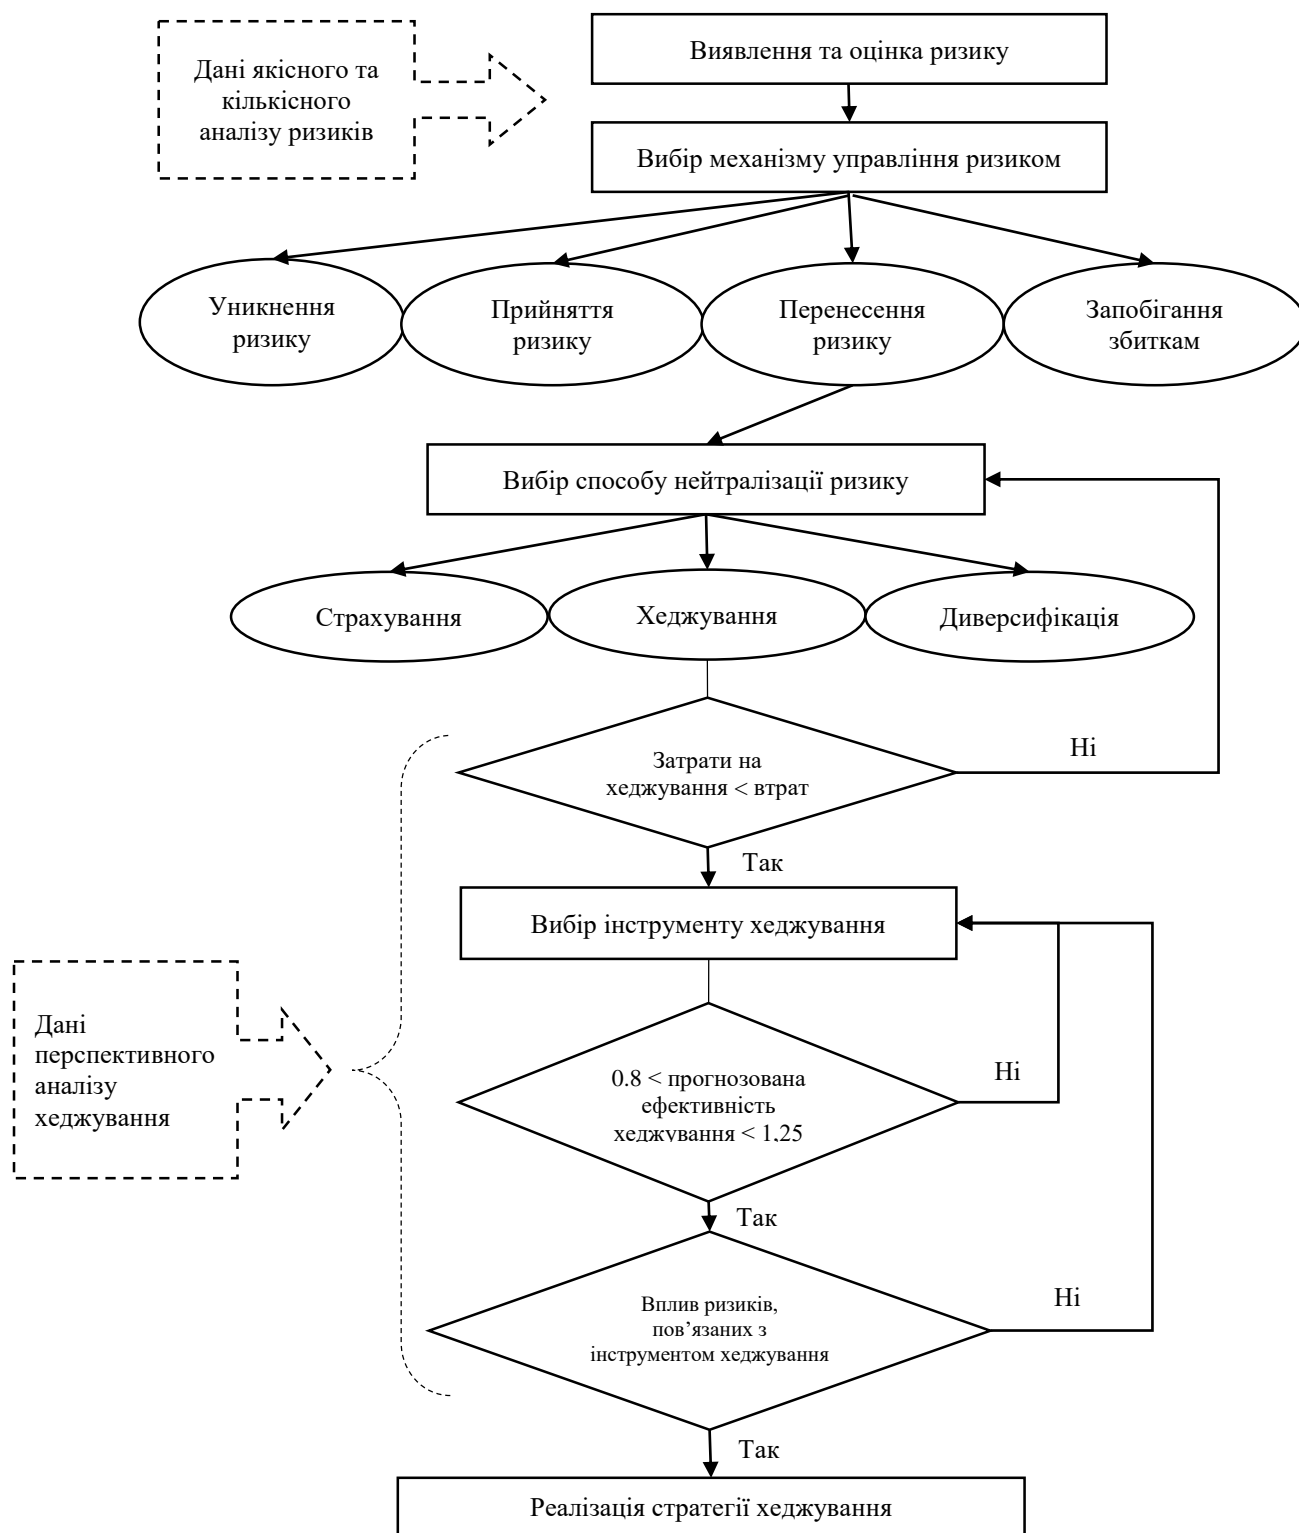 Дані якісного та
кількісного
аналізу ризиків
Виявлення та оцінка ризику
Вибір механізму управління ризиком
Уникнення
ризику
Прийняття
ризику
Перенесення
ризику
Запобігання
збиткам
Вибір способу нейтралізації ризику
Страхування
Хеджування
Диверсифікація
Затрати на
хеджування < втрат
Ні
Так
Вибір інструменту хеджування
Дані
перспективного
аналізу
хеджування
0.8 < прогнозована
ефективність
хеджування < 1,25
Ні
Так
Вплив ризиків,
пов’язаних з
інструментом хеджування
Ні
Так
Реалізація стратегії хеджування